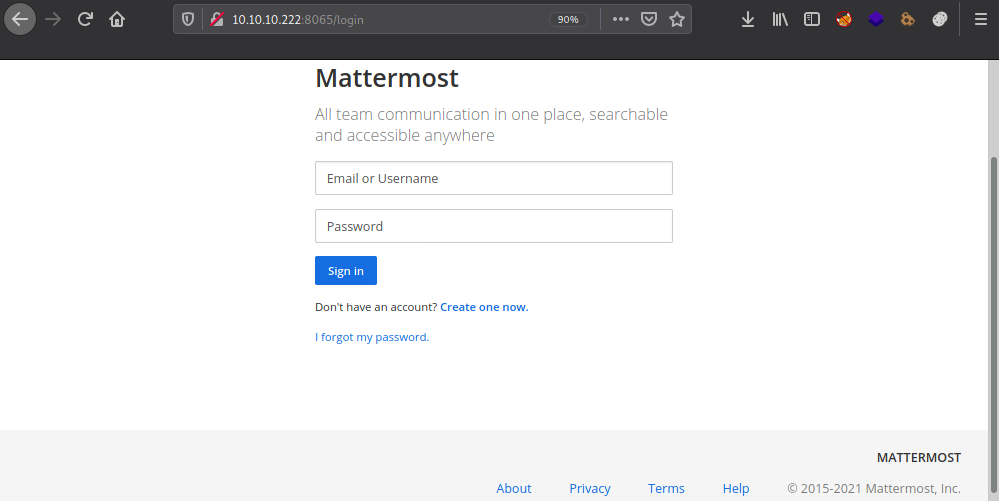 10.10.10.222:8065/login
90%
Mattermost
All team communication in one place, searchable
and accessible anywhere
Email or Username
Password
Sign in
Don't have an account? Create one now.
I forgot my password.
MATTERMOST
About Privacy Terms Help © 2015-2021 Mattermost, Inc.